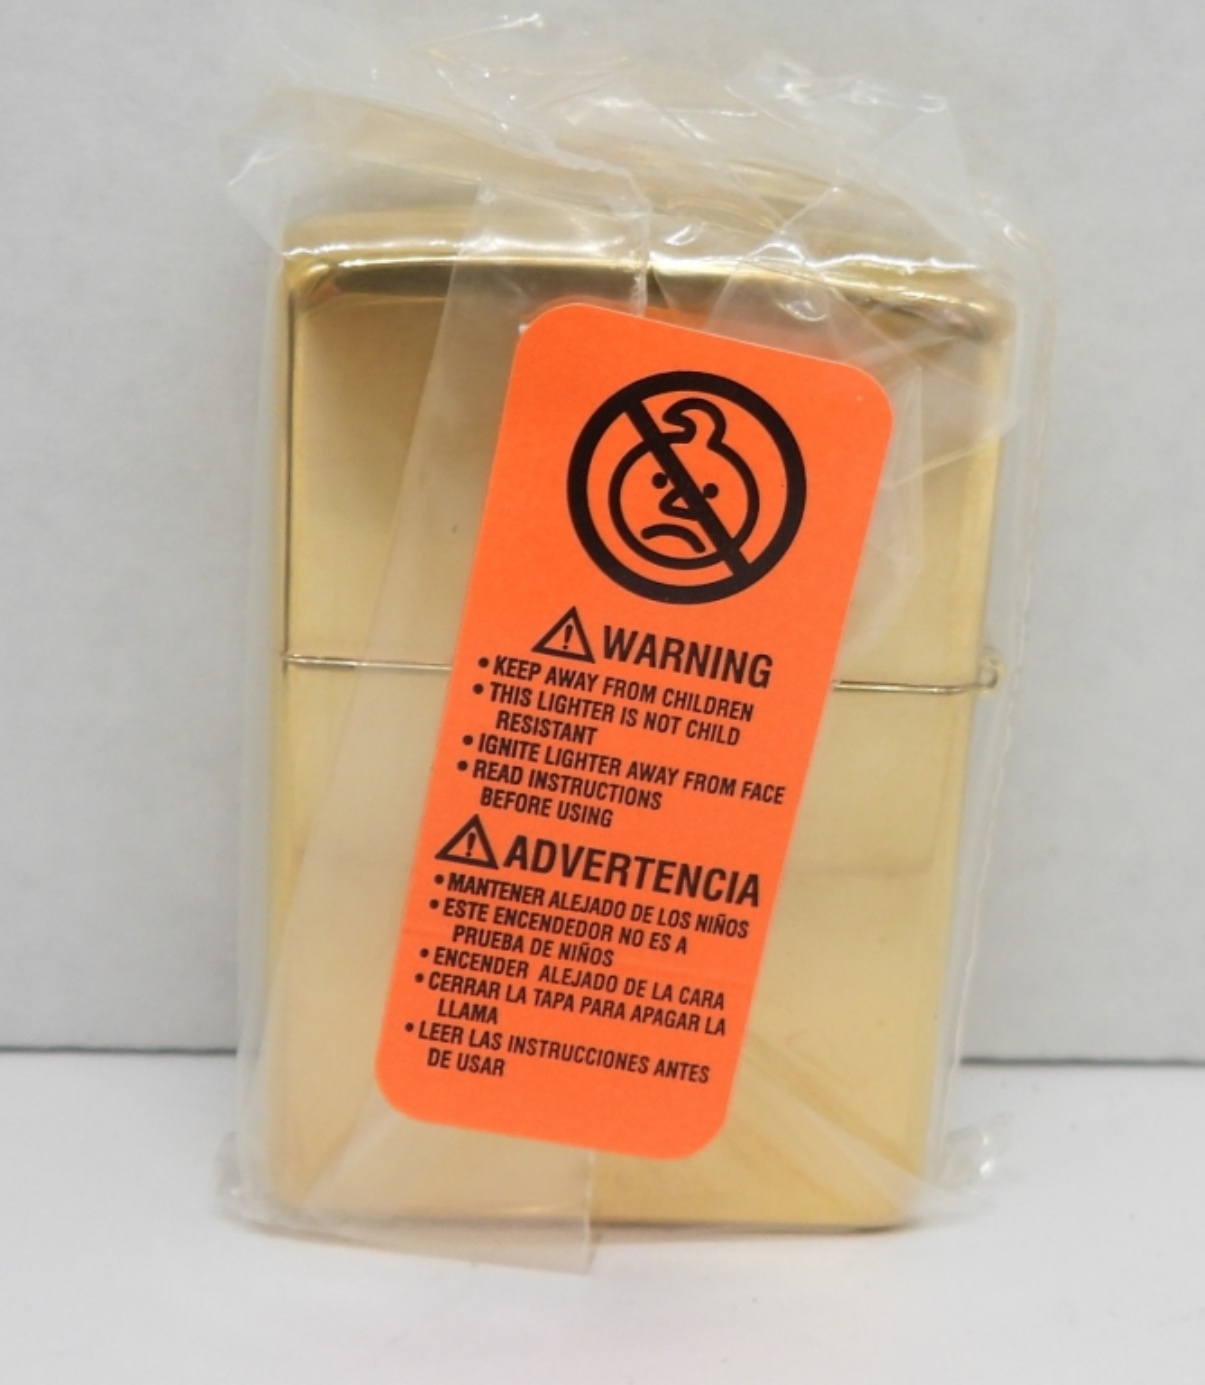 ⚠WARNING
• KEEP AWAY FROM CHILDREN
• THIS LIGHTER IS NOT CHILD
RESISTANT
• IGNITE LIGHTER AWAY FROM FACE
• READ INSTRUCTIONS
BEFORE USING
⚠ADVERTENCIA
• MANTENER ALEJADO DE LOS NIÑOS
• ESTE ENCENDEDOR NO ES A
PRUEBA DE NIÑOS
• ENCENDER ALEJADO DE LA CARA
• CERRAR LA TAPA PARA APAGAR LA
LLAMA
• LEER LAS INSTRUCCIONES ANTES
DE USAR